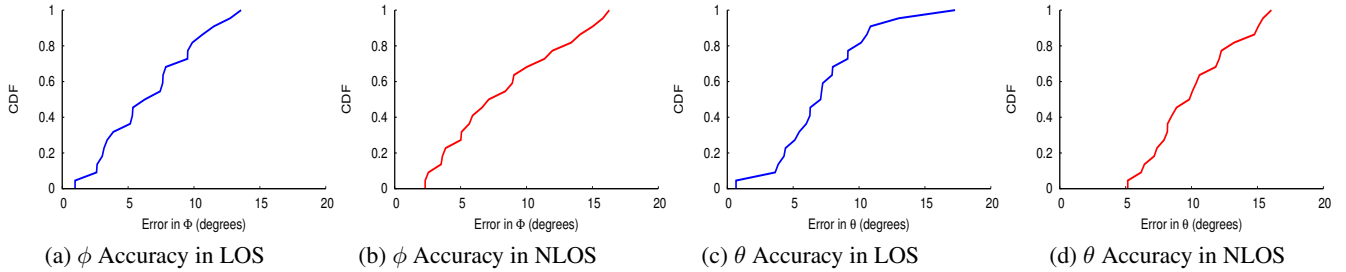 0
0.2
0.4
0.6
0.8
1
0 5 10 15 20
CDF
Error in Φ (degrees)
(a) ϕ Accuracy in LOS
0
0.2
0.4
0.6
0.8
1
0 5 10 15 20
CDF
Error in Φ (degrees)
(b) ϕ Accuracy in NLOS
0
0.2
0.4
0.6
0.8
1
0 5 10 15 20
CDF
Error in θ (degrees)
(c) θ Accuracy in LOS
0
0.2
0.4
0.6
0.8
1
0 5 10 15 20
CDF
Error in θ (degrees)
(d) θ Accuracy in NLOS